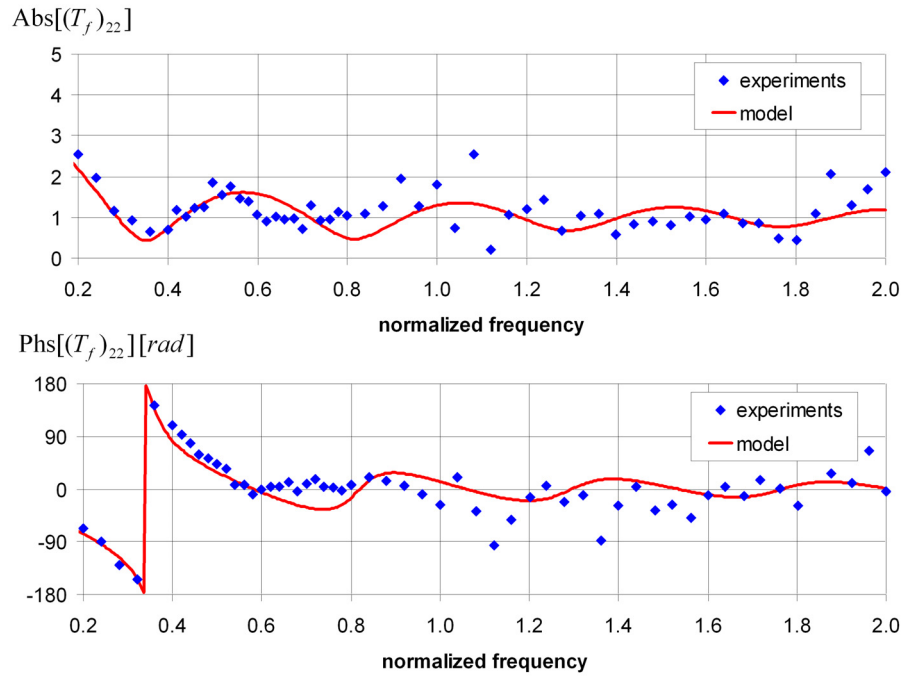 Abs[(T_f)_22]
5
4
3
2
1
0
experiments
model
0.2 0.4 0.6 0.8 1.0 1.2 1.4 1.6 1.8 2.0
normalized frequency
Phs[(T_f)_22][rad]
180
90
0
-90
-180
experiments
model
0.2 0.4 0.6 0.8 1.0 1.2 1.4 1.6 1.8 2.0
normalized frequency